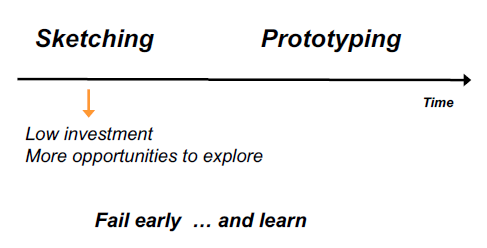 Sketching Prototyping
Time
Low investment
More opportunities to explore
Fail early … and learn